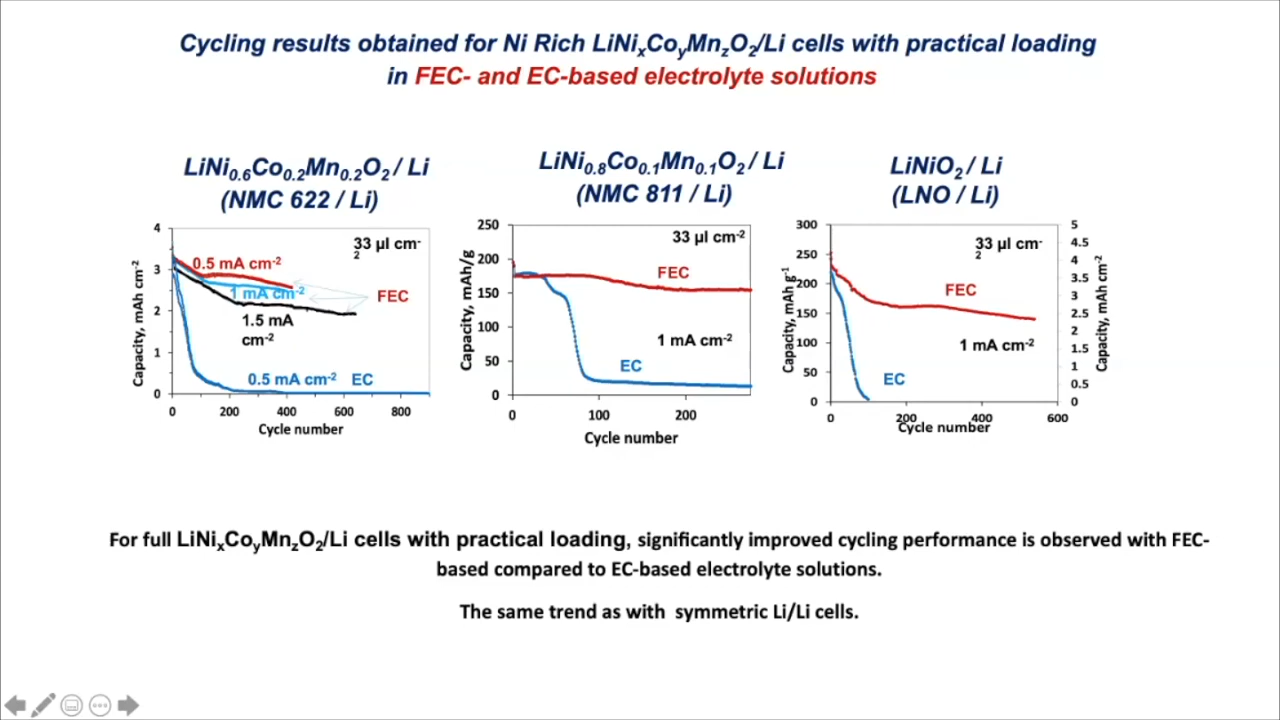 Cycling results obtained for Ni Rich LiNixCoyMnzO2/Li cells with practical loading
in FEC- and EC-based electrolyte solutions
LiNi0.6Co0.2Mn0.2O2 / Li
(NMC 622 / Li)
4
3
2
1
0
Capacity, mAh cm-2
33 µl cm-
2
0.5 mA cm-2
1 mA cm-2
FEC
1.5 mA
cm-2
0.5 mA cm-2 EC
0 200 400 600 800
Cycle number
LiNi0.8Co0.1Mn0.1O2 / Li
(NMC 811 / Li)
250
200
150
100
50
0
Capacity, mAh/g
33 µl cm-2
FEC
1 mA cm-2
EC
0 100 200
Cycle number
LiNiO2 / Li
(LNO / Li)
300
250
200
150
100
50
0
Capacity, mAh g-1
33 µl cm-
2
FEC
1 mA cm-2
EC
5
4.5
4
3.5
3
2.5
2
1.5
1
0.5
0
Capacity, mAh cm-2
0 200 400 600
Cycle number
For full LiNixCoyMnzO2/Li cells with practical loading, significantly improved cycling performance is observed with FEC-
based compared to EC-based electrolyte solutions.
The same trend as with symmetric Li/Li cells.